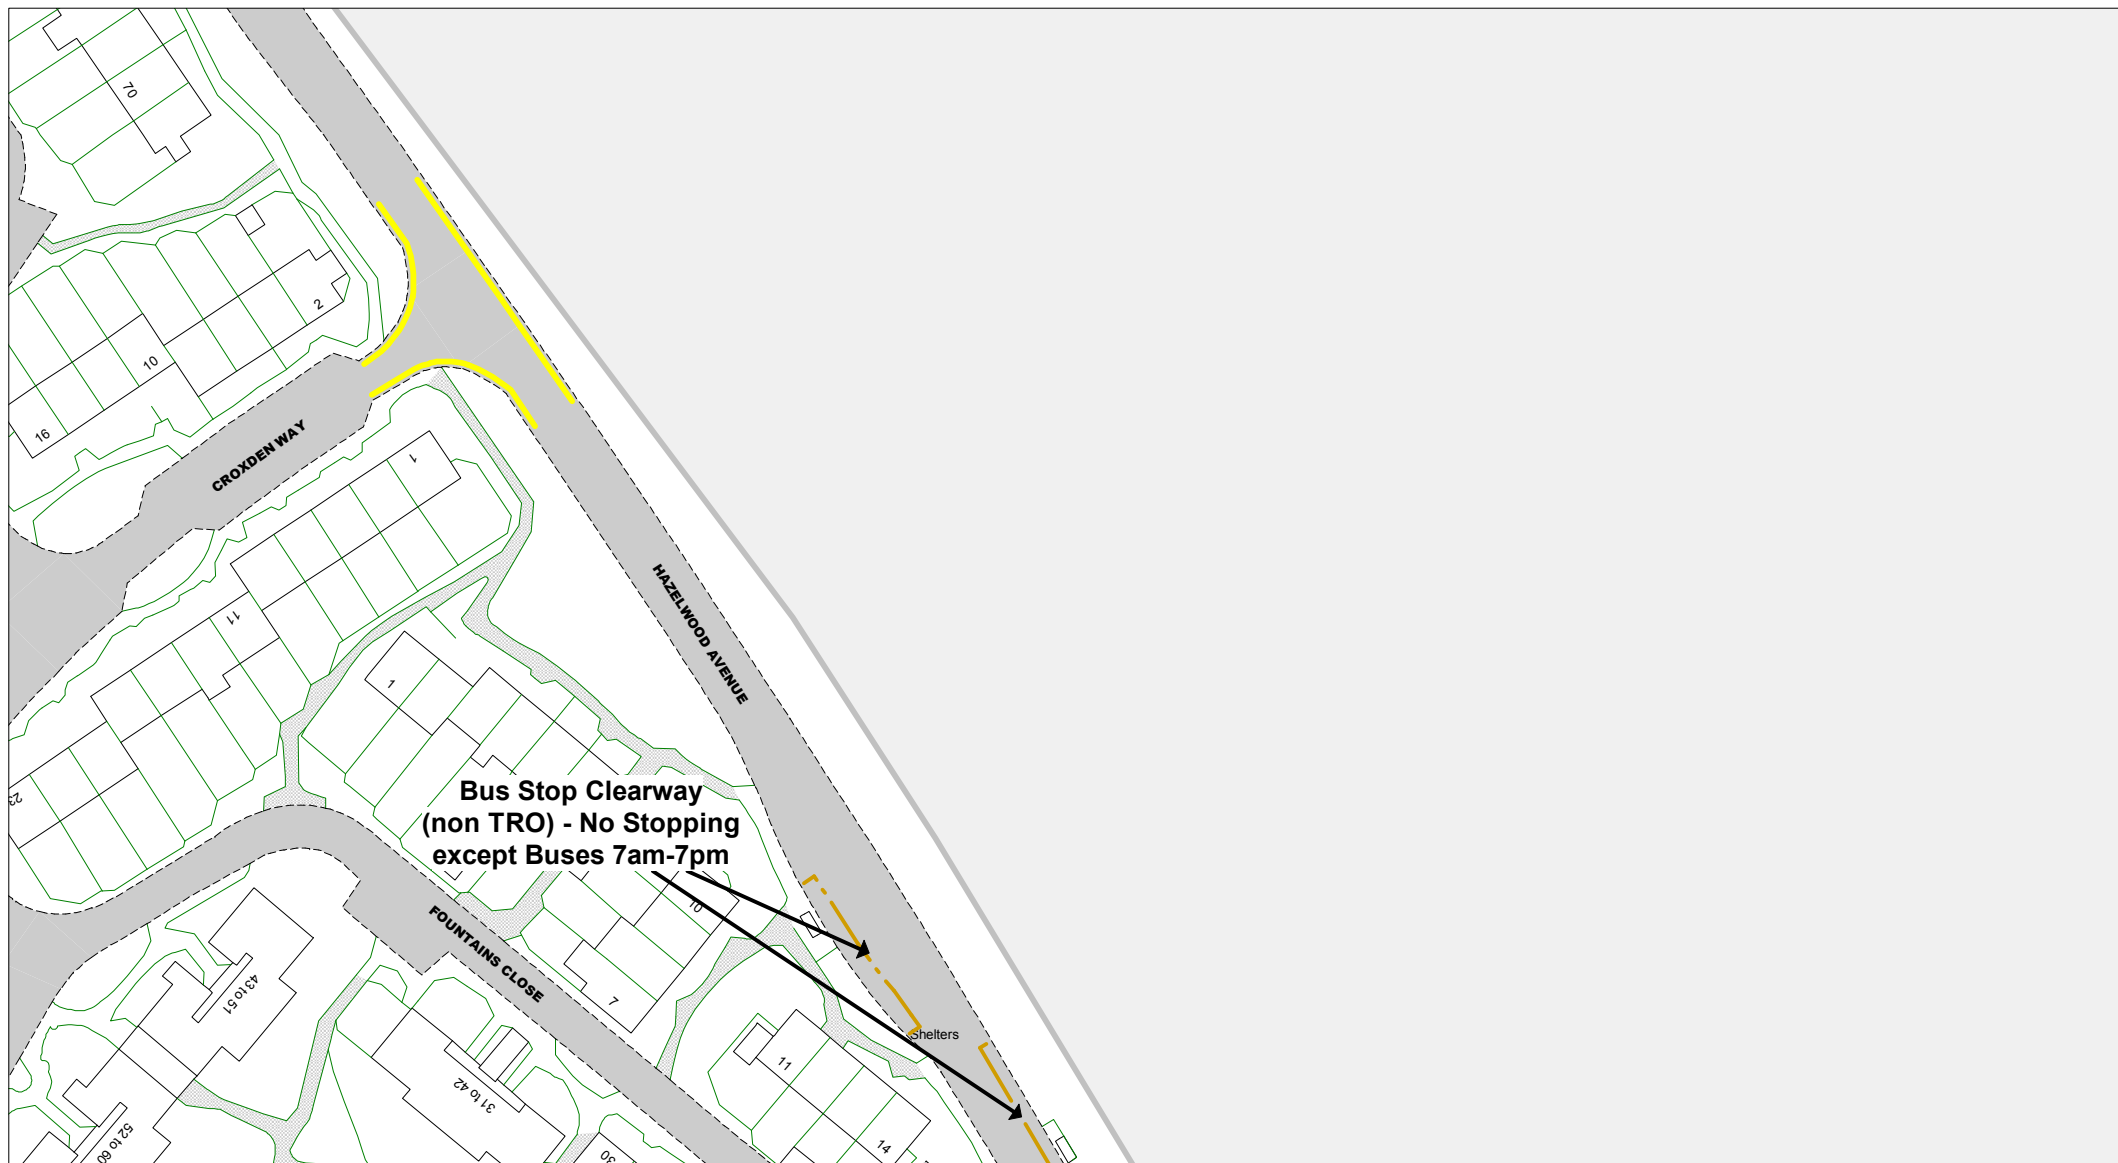 70
2
10
16
CROXDEN WAY
1
HAZELWOOD AVENUE
11
1
23
Bus Stop Clearway
(non TRO) - No Stopping
except Buses 7am-7pm
10
FOUNTAINS CLOSE
7
43 to 51
Shelters
11
31 to 42
14
52 to 60
30